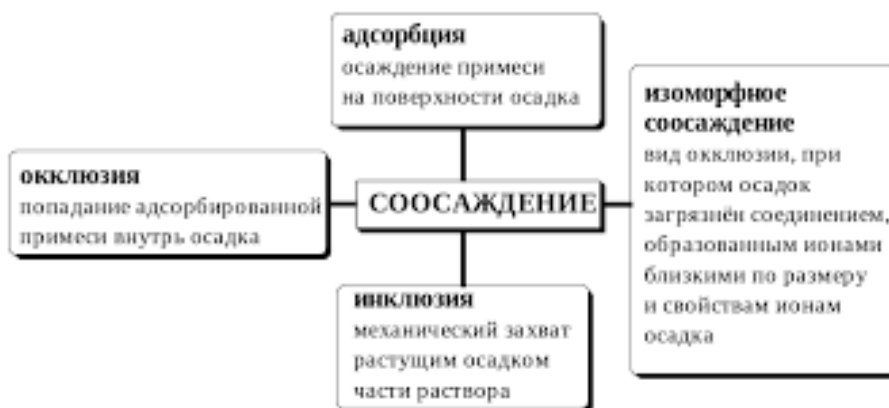 адсорбция
осаждение примеси
на поверхности осадка
окклюзия
попадание адсорбированной
примеси внутрь осадка
СООСАЖДЕНИЕ
изоморфное
соосаждение
вид окклюзии, при
котором осадок
загрязнён соединением,
образованным ионами
близкими по размеру
и свойствам ионам
осадка
инклюзия
механический захват
растущим осадком
части раствора